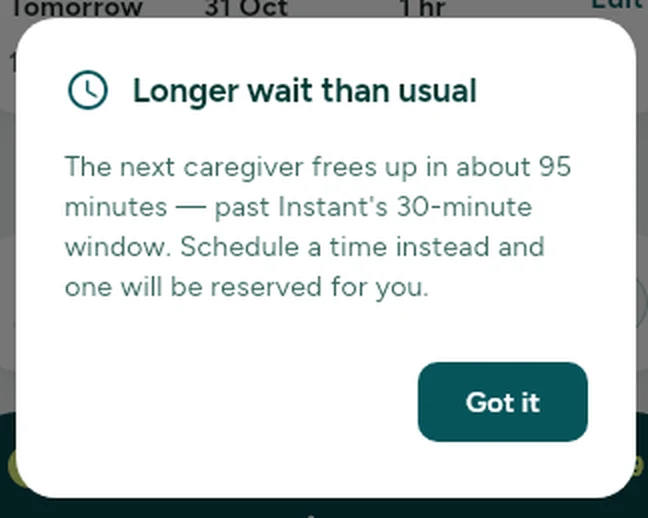 Tomorrow 31 Oct 1 hr Edit
Longer wait than usual
The next caregiver frees up in about 95
minutes — past Instant's 30-minute
window. Schedule a time instead and
one will be reserved for you.
Got it